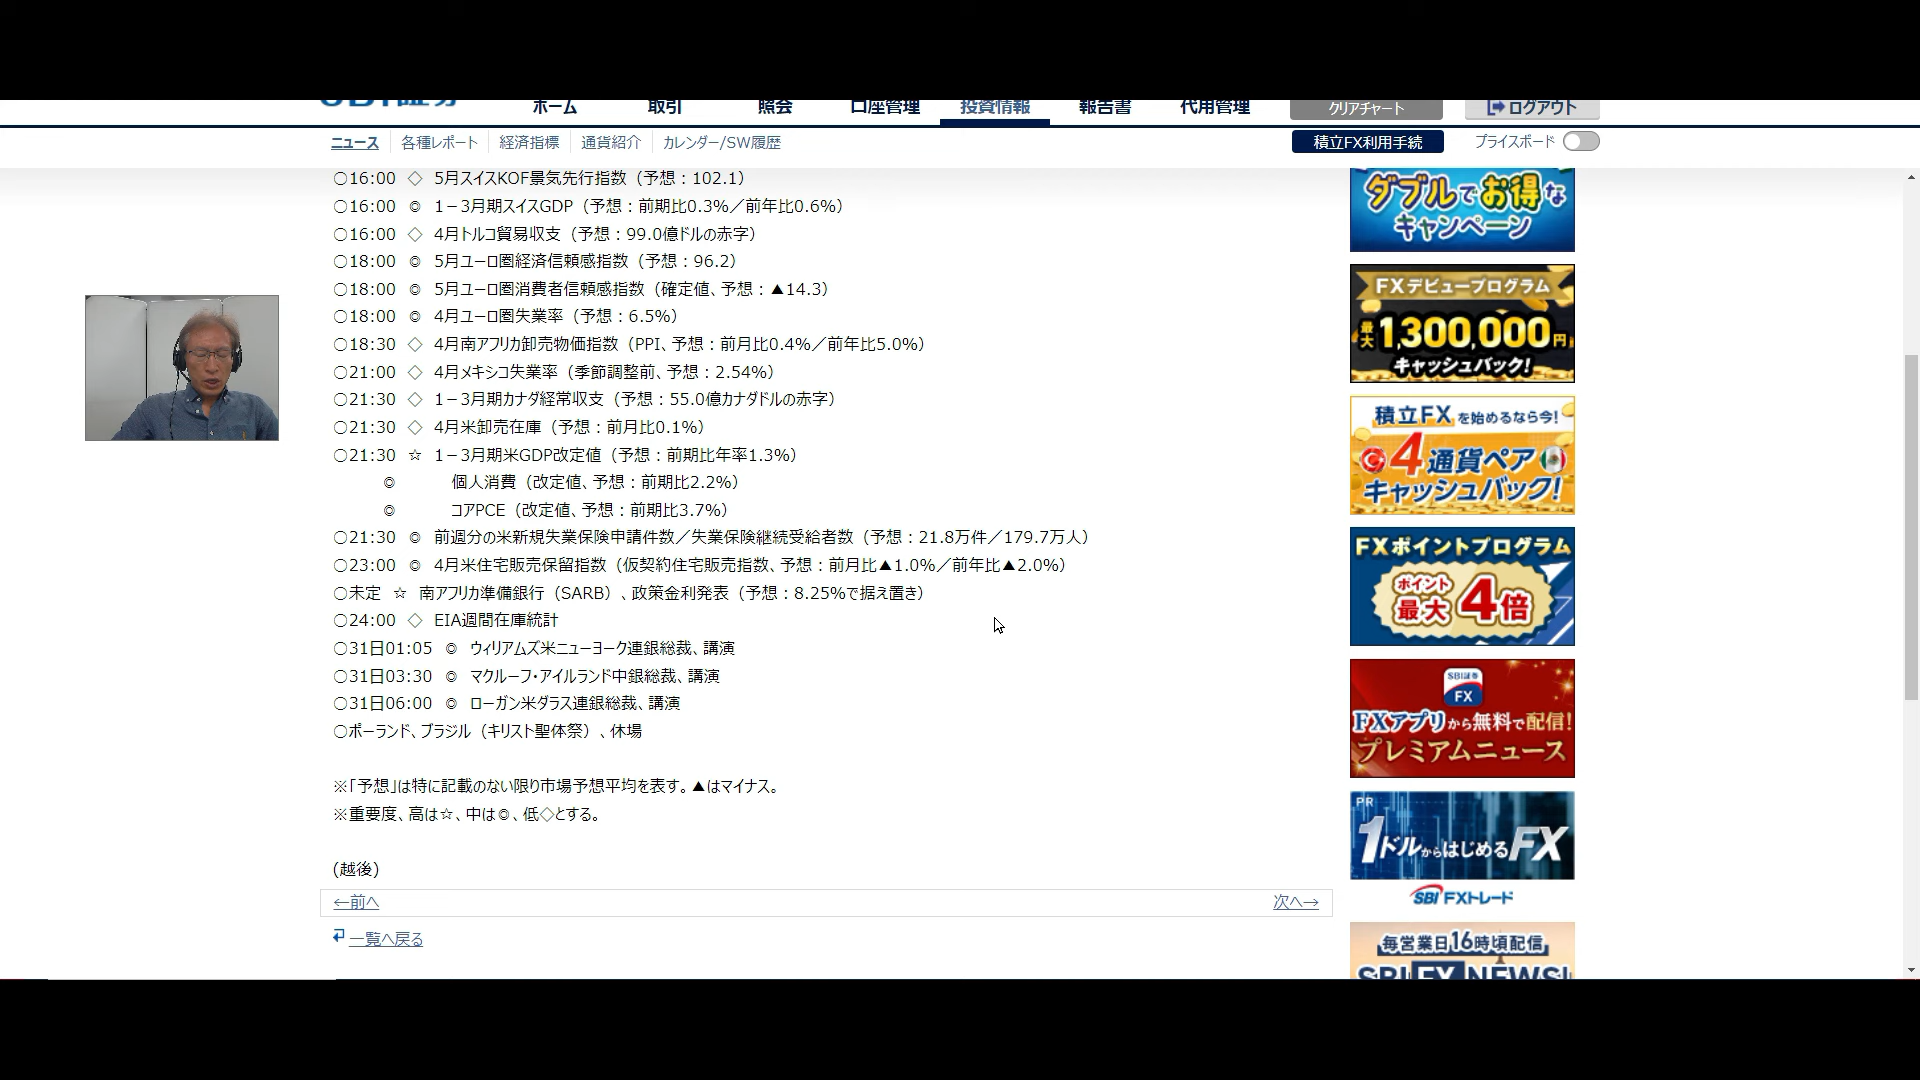 SBI証券
ホーム 取引 照会 口座管理 投資情報 報告書 代用管理 クリアチャート ログアウト
ニュース 各種レポート 経済指標 通貨紹介 カレンダー/SW履歴 積立FX利用手続 プライスボード
○16:00 ◇ 5月スイスKOF景気先行指数（予想：102.1）
○16:00 ◎ 1－3月期スイスGDP（予想：前期比0.3%／前年比0.6%）
○16:00 ◇ 4月トルコ貿易収支（予想：99.0億ドルの赤字）
○18:00 ◎ 5月ユーロ圏経済信頼感指数（予想：96.2）
○18:00 ◎ 5月ユーロ圏消費者信頼感指数（確定値、予想：▲14.3）
○18:00 ◎ 4月ユーロ圏失業率（予想：6.5%）
○18:30 ◇ 4月南アフリカ卸売物価指数（PPI、予想：前月比0.4%／前年比5.0%）
○21:00 ◇ 4月メキシコ失業率（季節調整前、予想：2.54%）
○21:30 ◇ 1－3月期カナダ経常収支（予想：55.0億カナダドルの赤字）
○21:30 ◇ 4月米卸売在庫（予想：前月比0.1%）
○21:30 ☆ 1－3月期米GDP改定値（予想：前期比年率1.3%）
◎ 個人消費（改定値、予想：前期比2.2%）
◎ コアPCE（改定値、予想：前期比3.7%）
○21:30 ◎ 前週分の米新規失業保険申請件数／失業保険継続受給者数（予想：21.8万件／179.7万人）
○23:00 ◎ 4月米住宅販売保留指数（仮契約住宅販売指数、予想：前月比▲1.0%／前年比▲2.0%）
○未定 ☆ 南アフリカ準備銀行（SARB）、政策金利発表（予想：8.25%で据え置き）
○24:00 ◇ EIA週間在庫統計
○31日01:05 ◎ ウィリアムズ米ニューヨーク連銀総裁、講演
○31日03:30 ◎ マクルーフ・アイルランド中銀総裁、講演
○31日06:00 ◎ ローガン米ダラス連銀総裁、講演
○ポーランド、ブラジル（キリスト聖体祭）、休場
※「予想」は特に記載のない限り市場予想平均を表す。▲はマイナス。
※重要度、高は☆、中は◎、低◇とする。
(越後)
←前へ 次へ→
一覧へ戻る
ダブルでお得な
キャンペーン
FXデビュープログラム
最大1,300,000円
キャッシュバック!
積立FXを始めるなら今!
4通貨ペア
キャッシュバック!
FXポイントプログラム
ポイント
最大4倍
SBI証券
FX
FXアプリから無料で配信!
プレミアムニュース
PR
1ドルからはじめるFX
SBI FXトレード
毎営業日16時頃配信
SBI FX NEWS!